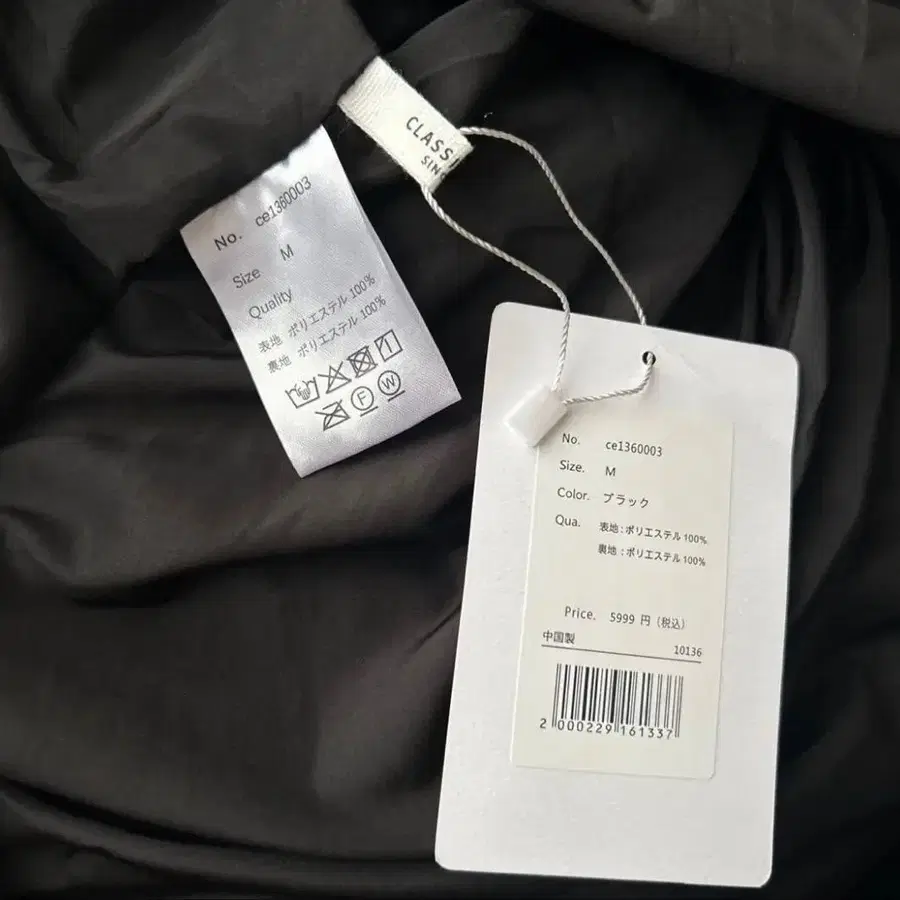 CLASS
SIN
No. ce1360003
Size M
Quality
表地 ポリエステル 100%
裏地 ポリエステル 100%
F W
No. ce1360003
Size. M
Color. ブラック
Qua. 表地:ポリエステル 100%
裏地:ポリエステル 100%
Price. 5999 円(税込)
中国製
10136
2 000229 161337